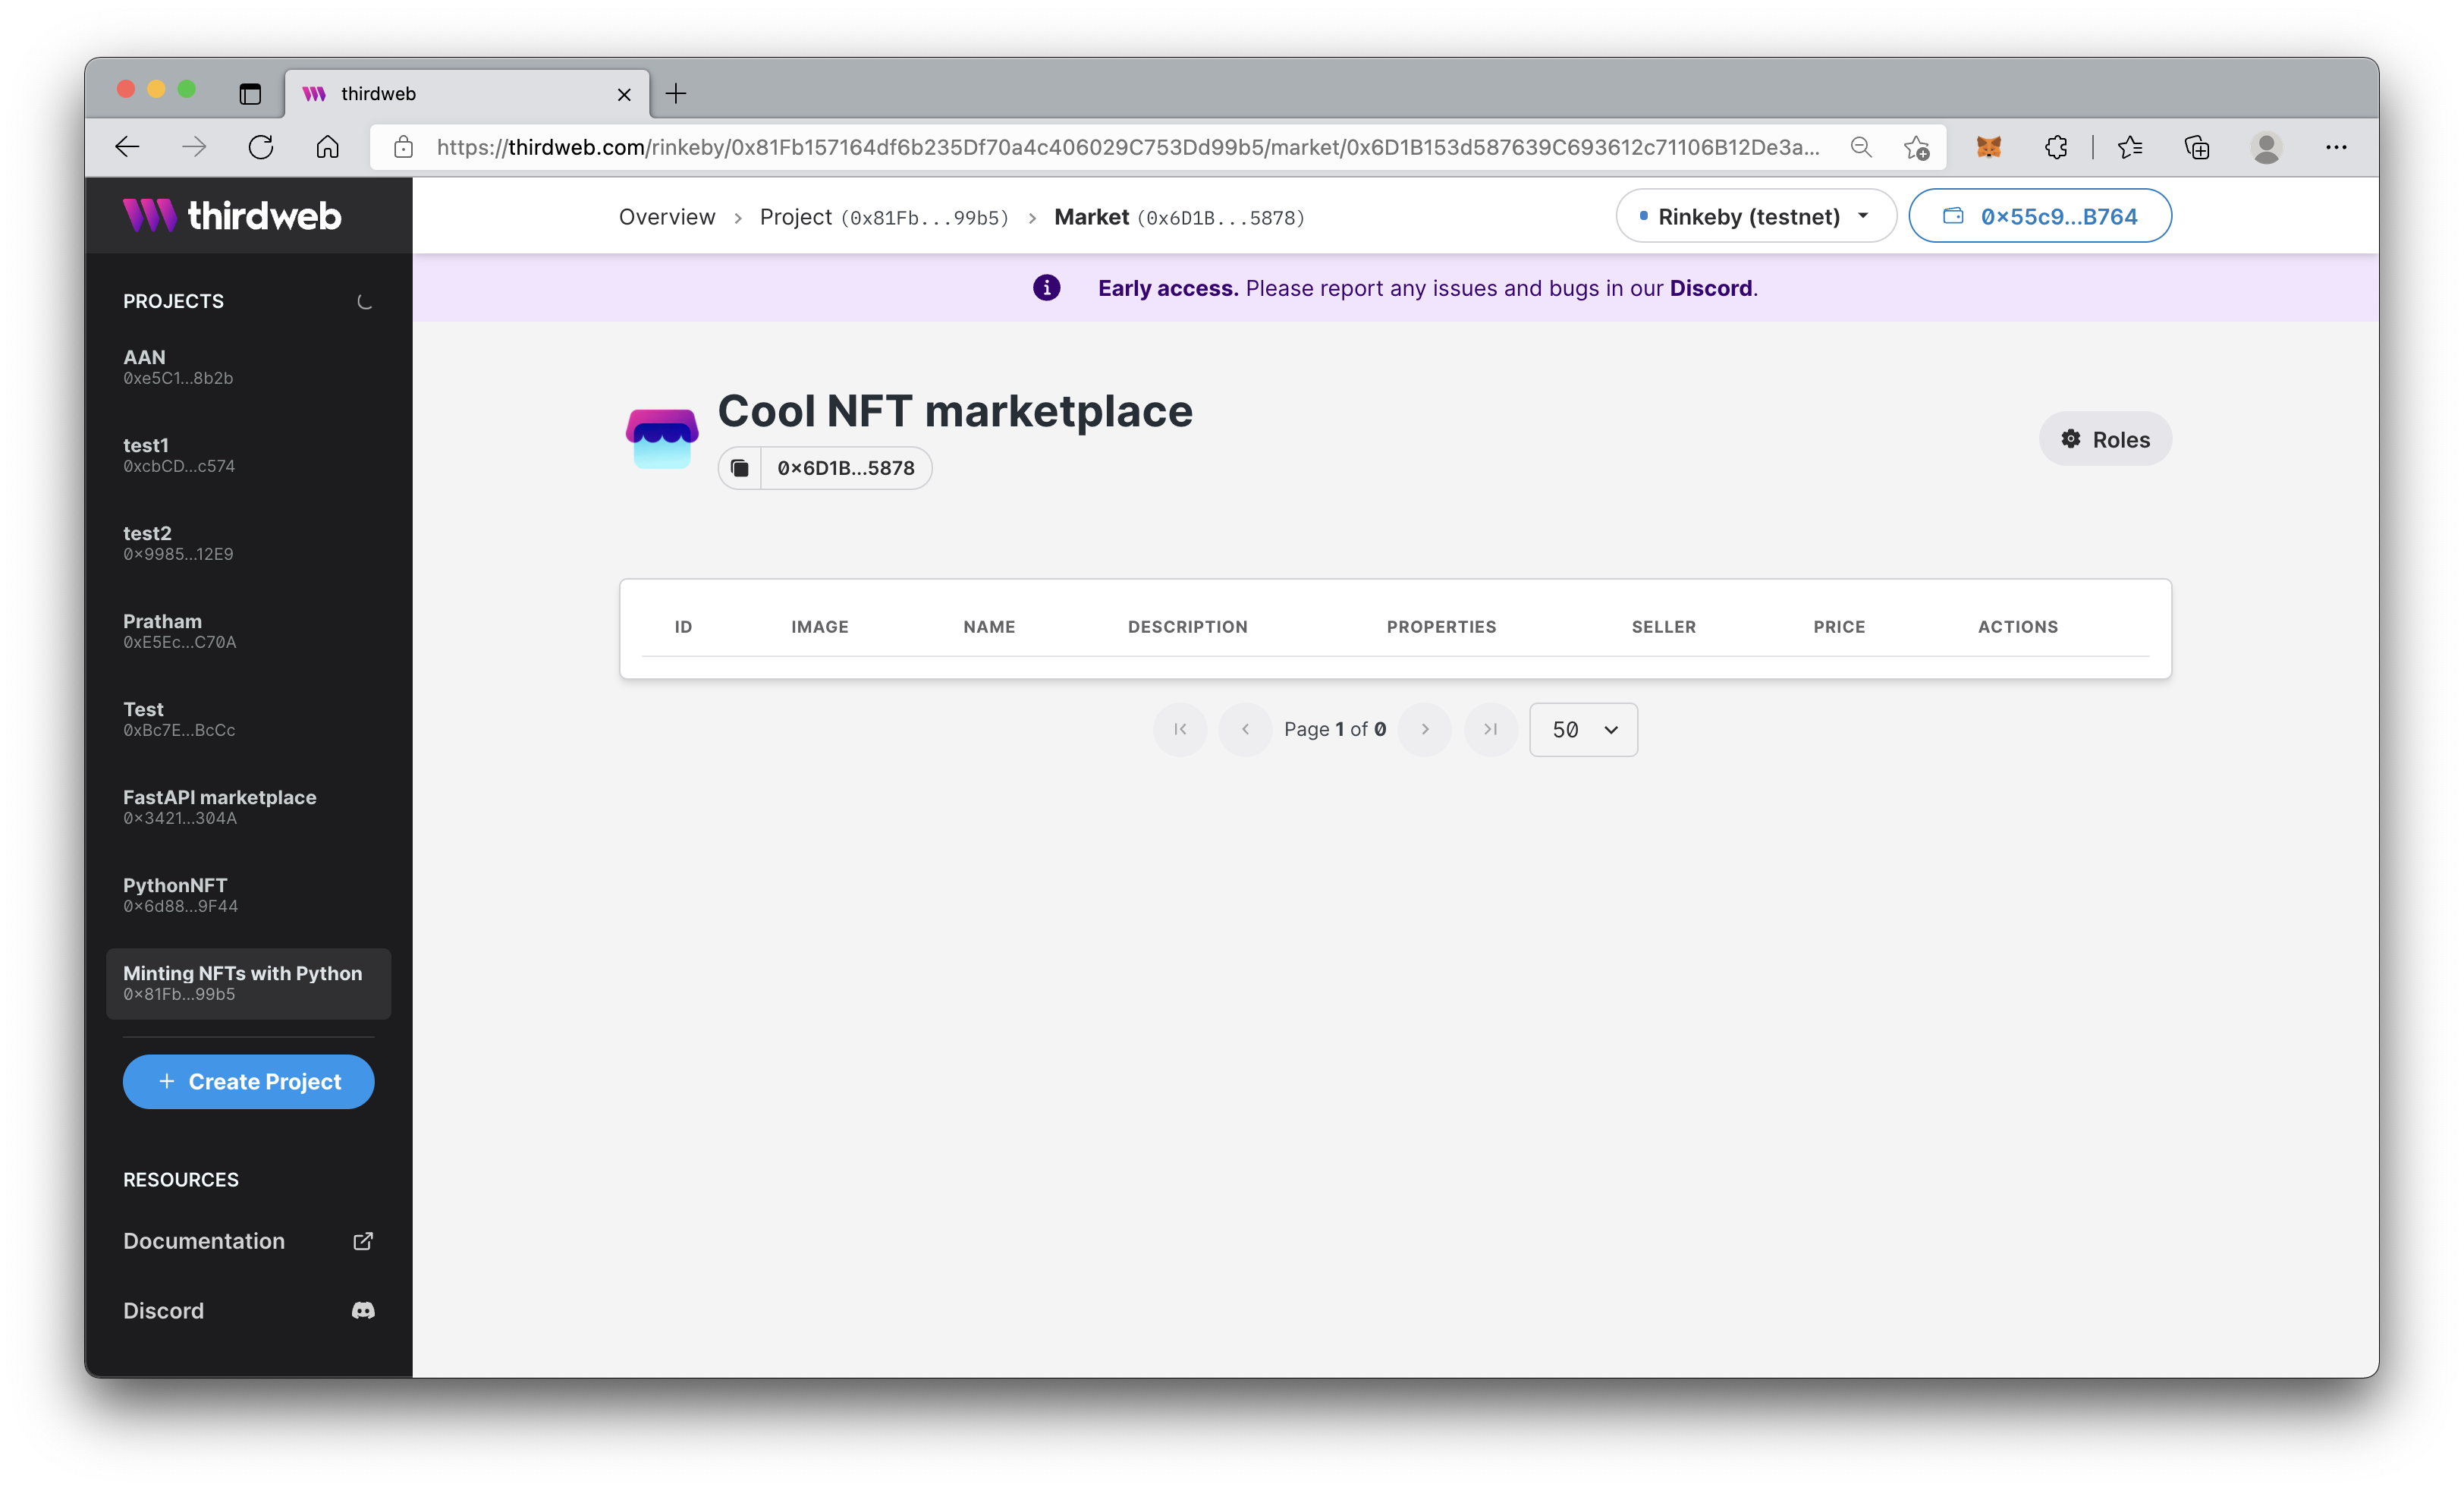 thirdweb
https://thirdweb.com/rinkeby/0x81Fb157164df6b235Df70a4c406029C753Dd99b5/market/0x6D1B153d587639C693612c71106B12De3a...
thirdweb
Overview > Project (0x81Fb...99b5) > Market (0x6D1B...5878)
Rinkeby (testnet)
0x55c9...B764
Early access. Please report any issues and bugs in our Discord.
PROJECTS
AAN
0xe5C1...8b2b
test1
0xcbCD...c574
test2
0x9985...12E9
Pratham
0xE5Ec...C70A
Test
0xBc7E...BcCc
FastAPI marketplace
0x3421...304A
PythonNFT
0x6d88...9F44
Minting NFTs with Python
0x81Fb...99b5
+ Create Project
RESOURCES
Documentation
Discord
Cool NFT marketplace
0x6D1B...5878
Roles
ID IMAGE NAME DESCRIPTION PROPERTIES SELLER PRICE ACTIONS
Page 1 of 0
50